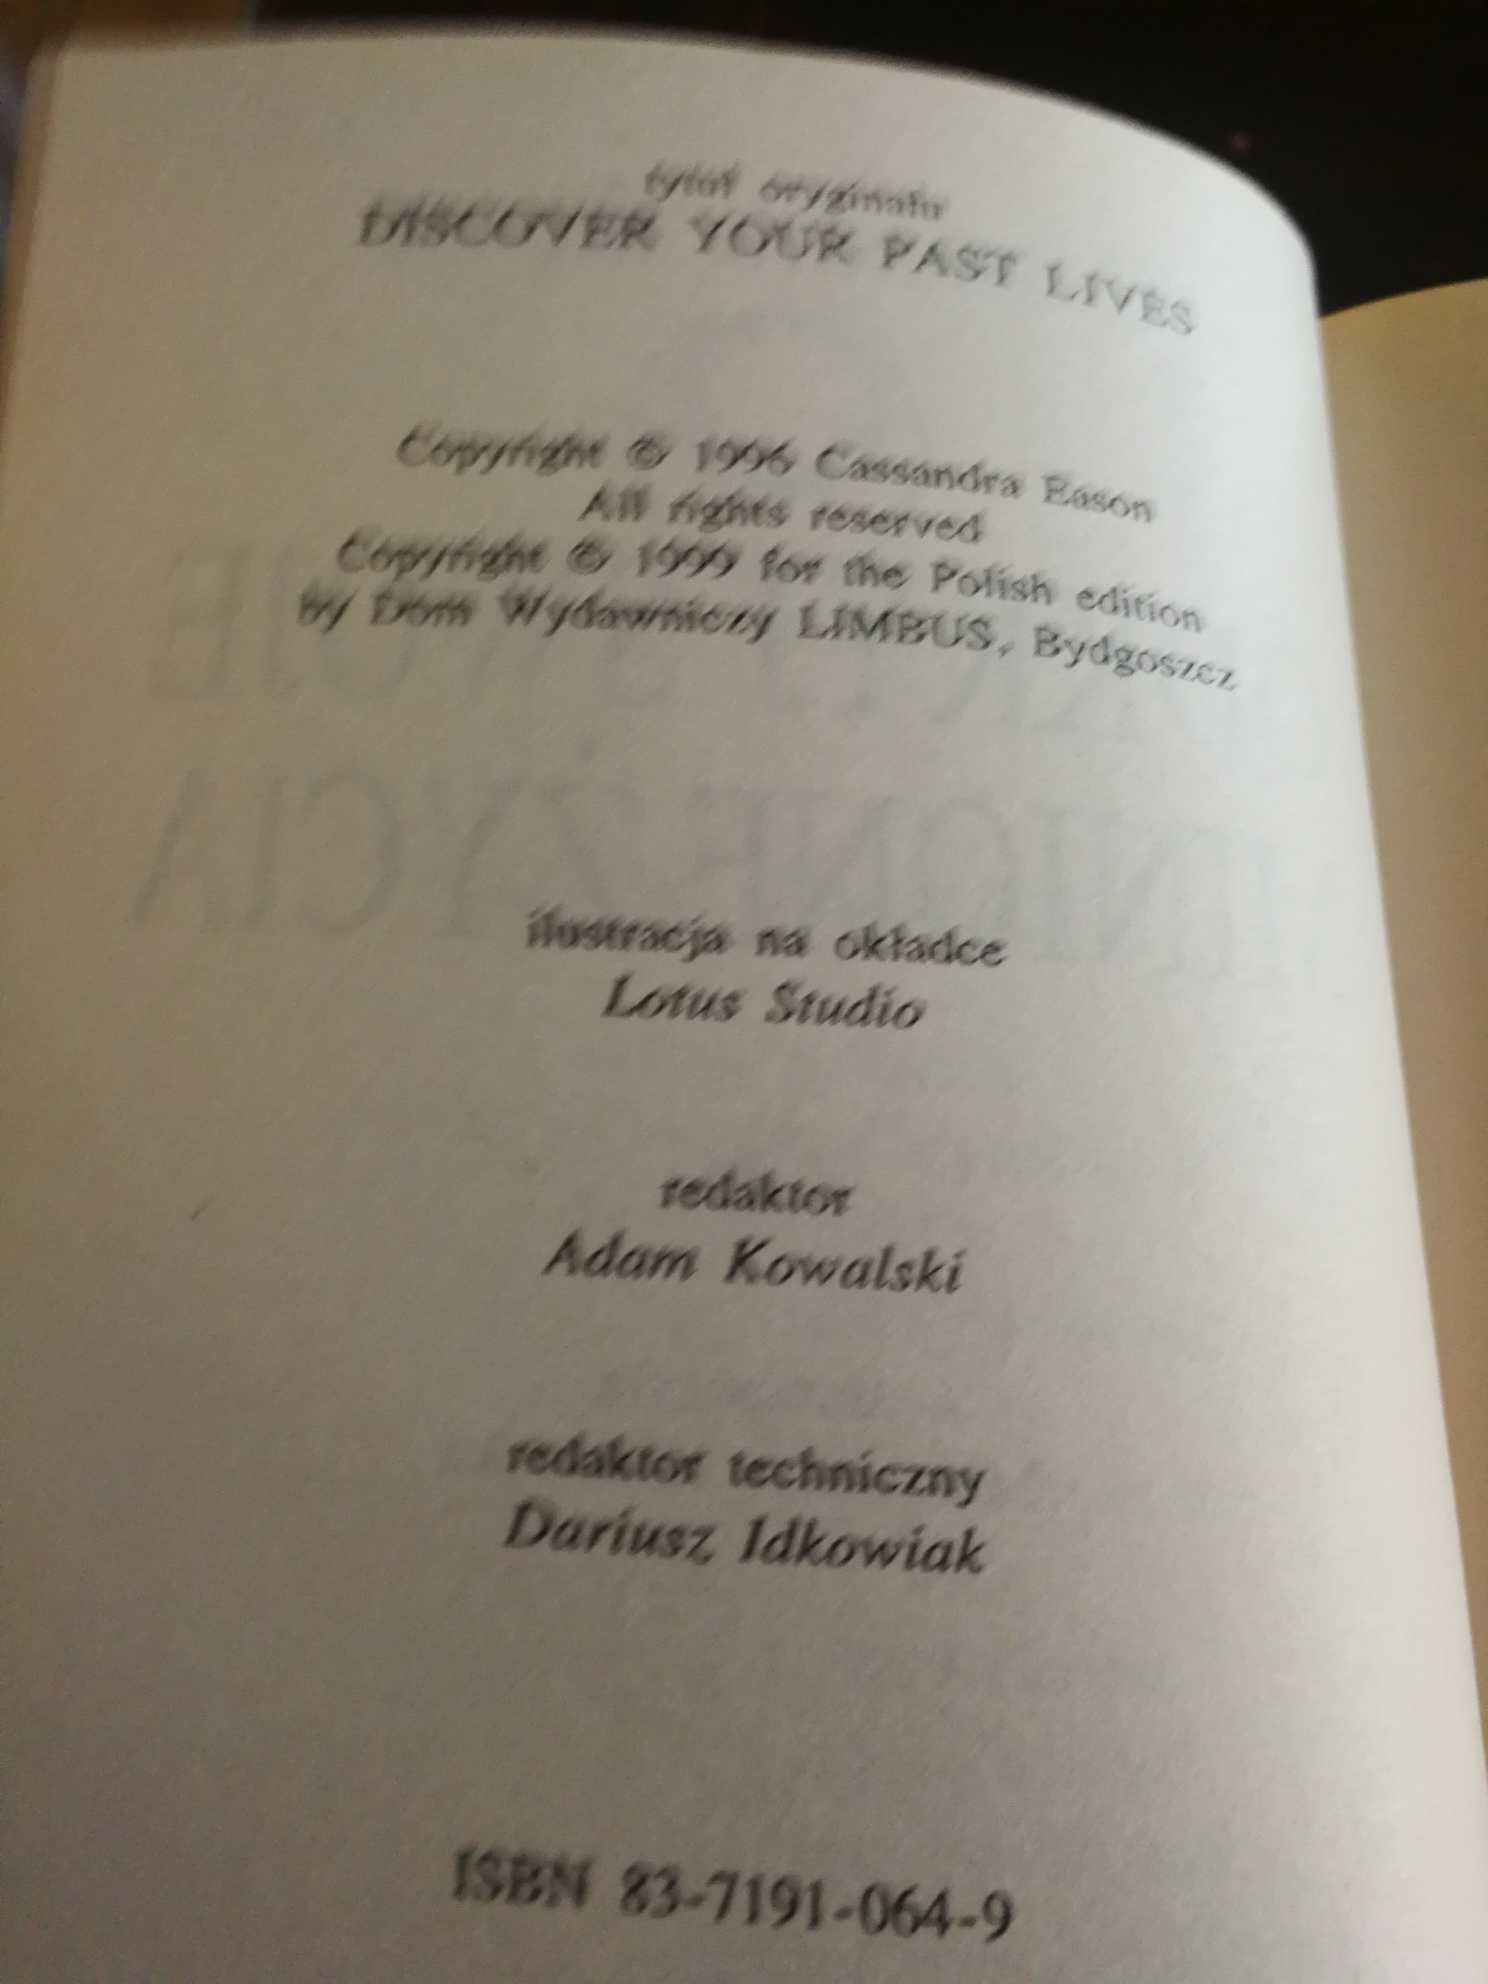 tytuł oryginału
DISCOVER YOUR PAST LIVES
Copyright © 1996 Cassandra Eason
All rights reserved
Copyright © 1999 for the Polish edition
by Dom Wydawniczy LIMBUS, Bydgoszcz
ilustracja na okładce
Lotus Studio
redaktor
Adam Kowalski
redaktor techniczny
Dariusz Idkowiak
ISBN 83-7191-064-9